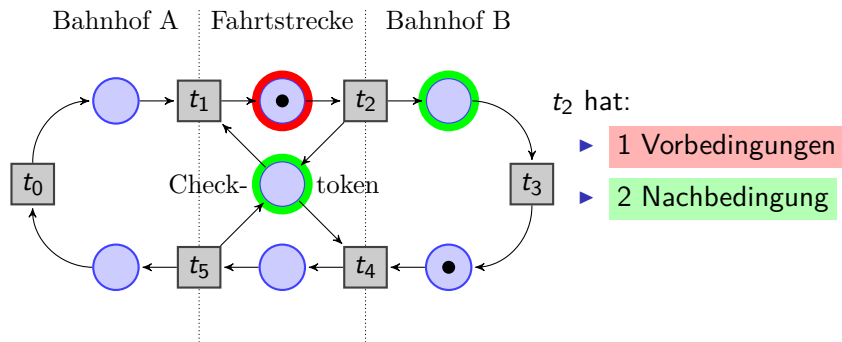 Bahnhof A Fahrtstrecke Bahnhof B
t1 t2
t2 hat:
1 Vorbedingungen
t0 Check- token t3
2 Nachbedingung
t5 t4